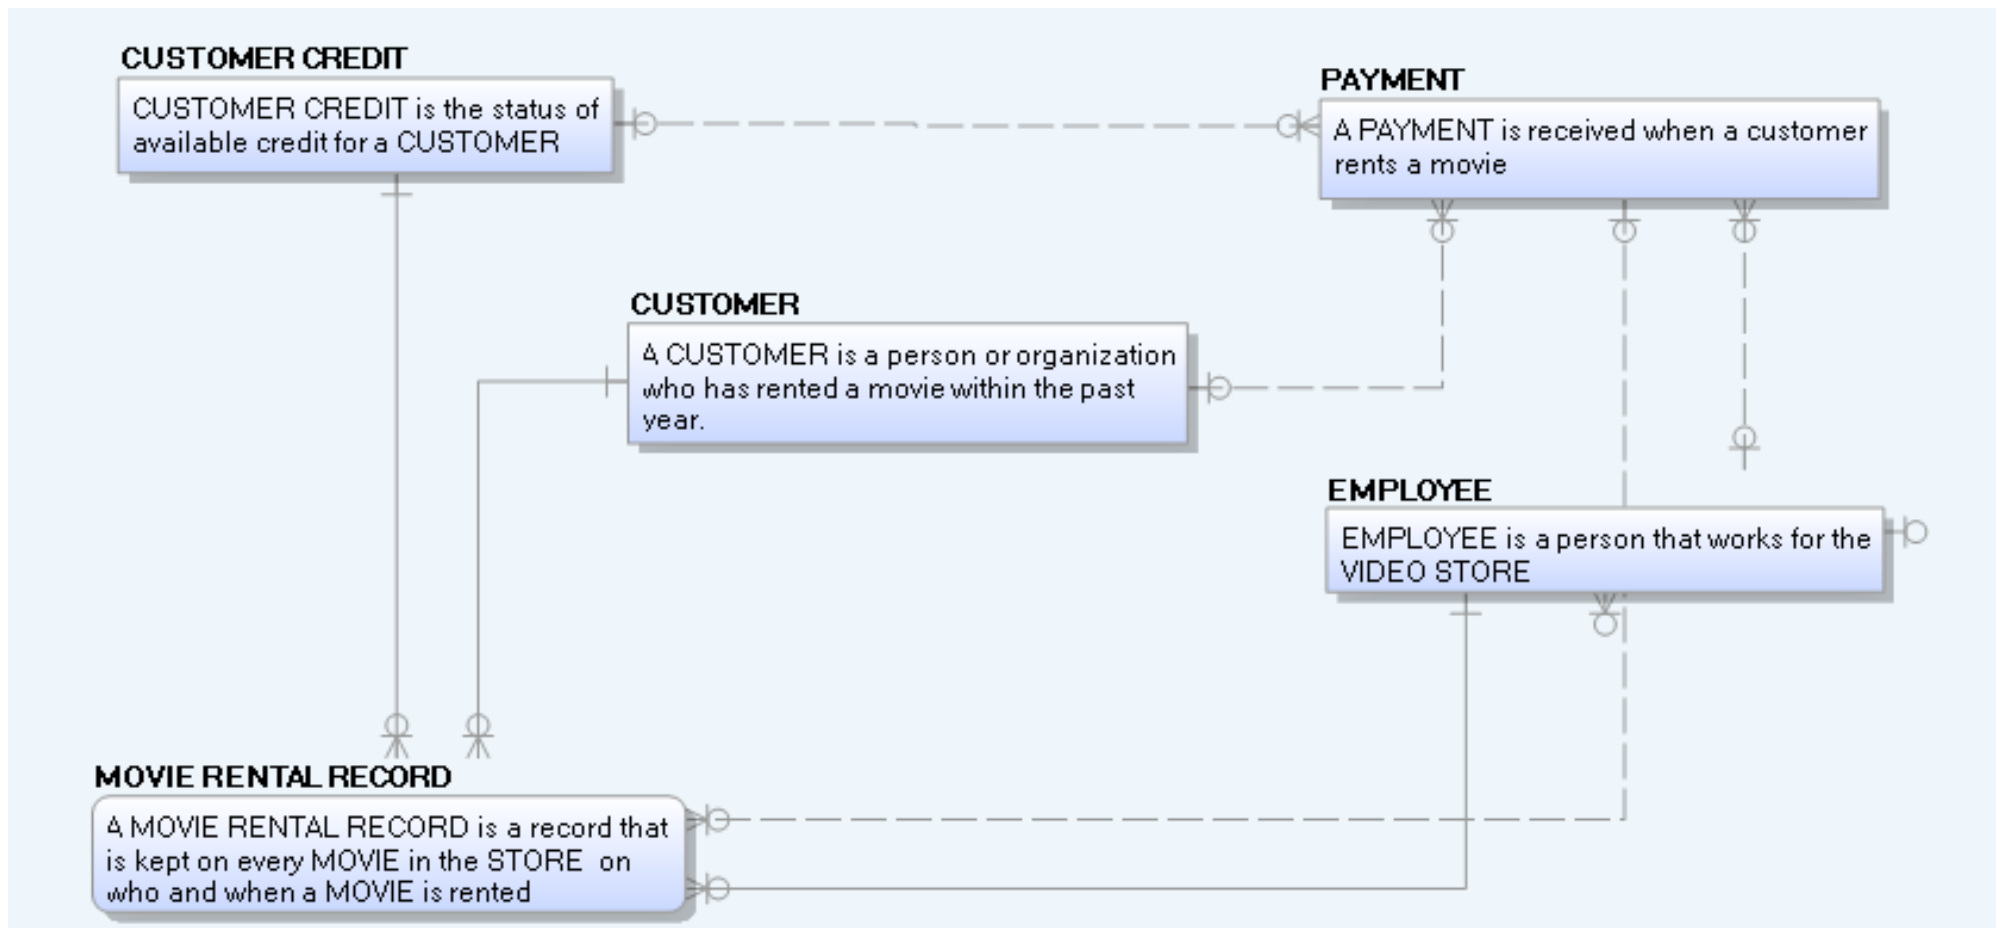 CUSTOMER CREDIT
CUSTOMER CREDIT is the status of
available credit for a CUSTOMER
PAYMENT
A PAYMENT is received when a customer
rents a movie
CUSTOMER
A CUSTOMER is a person or organization
who has rented a movie within the past
year.
EMPLOYEE
EMPLOYEE is a person that works for the
VIDEO STORE
MOVIE RENTAL RECORD
A MOVIE RENTAL RECORD is a record that
is kept on every MOVIE in the STORE on
who and when a MOVIE is rented